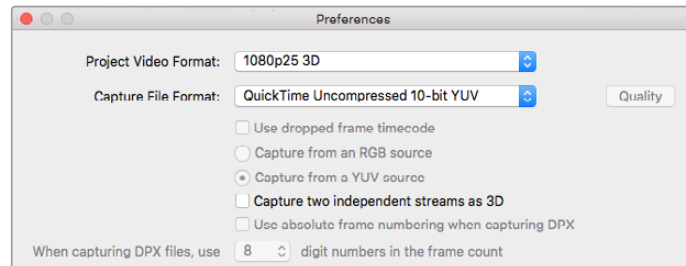 Preferences
Project Video Format: 1080p25 3D
Capture File Format: QuickTime Uncompressed 10-bit YUV Quality
Use dropped frame timecode
Capture from an RGB source
Capture from a YUV source
Capture two independent streams as 3D
Use absolute frame numbering when capturing DPX
When capturing DPX files, use 8 digit numbers in the frame count